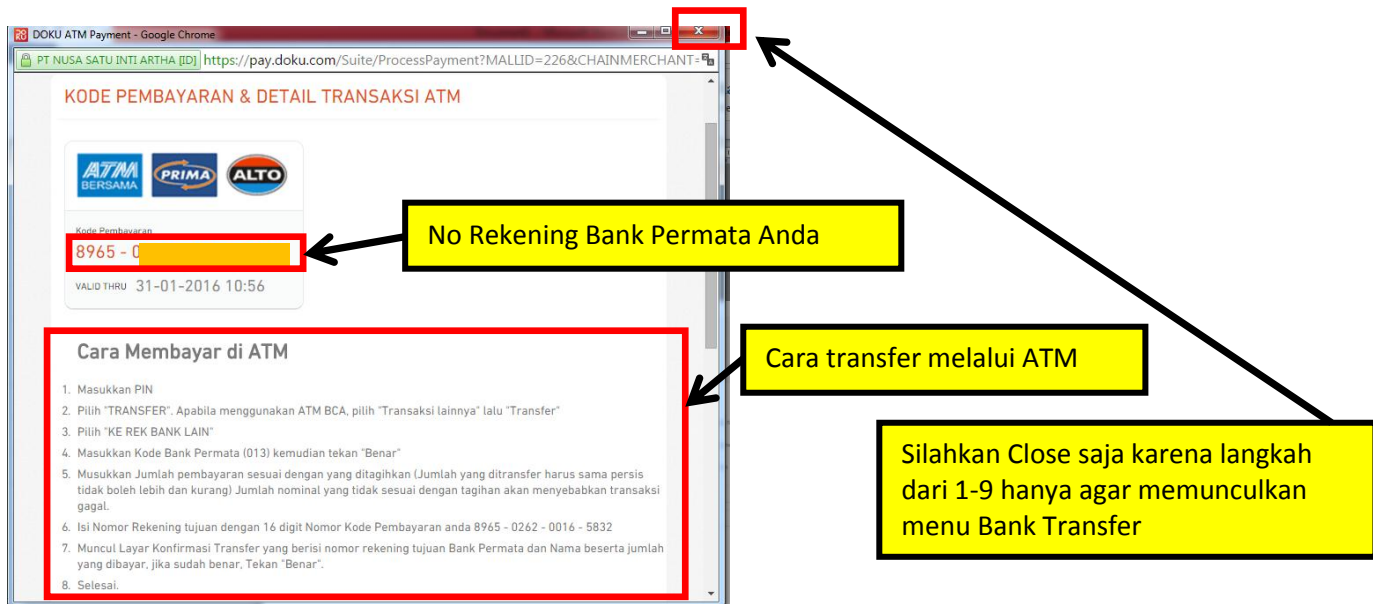 DOKU ATM Payment - Google Chrome
PT NUSA SATU INTI ARTHA [ID] https://pay.doku.com/Suite/ProcessPayment?MALLID=226&CHAINMERCHANT=
KODE PEMBAYARAN & DETAIL TRANSAKSI ATM
ATM BERSAMA PRIMA ALTO
Kode Pembayaran
8965 - 0
VALID THRU 31-01-2016 10:56
No Rekening Bank Permata Anda
Cara Membayar di ATM
1. Masukkan PIN
2. Pilih "TRANSFER". Apabila menggunakan ATM BCA, pilih "Transaksi lainnya" lalu "Transfer"
3. Pilih "KE REK BANK LAIN"
4. Masukkan Kode Bank Permata (013) kemudian tekan "Benar"
5. Musukkan Jumlah pembayaran sesuai dengan yang ditagihkan (Jumlah yang ditransfer harus sama persis
tidak boleh lebih dan kurang) Jumlah nominal yang tidak sesuai dengan tagihan akan menyebabkan transaksi
gagal.
6. Isi Nomor Rekening tujuan dengan 16 digit Nomor Kode Pembayaran anda 8965 - 0262 - 0016 - 5832
7. Muncul Layar Konfirmasi Transfer yang berisi nomor rekening tujuan Bank Permata dan Nama beserta jumlah
yang dibayar, jika sudah benar, Tekan "Benar".
8. Selesai.
Cara transfer melalui ATM
Silahkan Close saja karena langkah
dari 1-9 hanya agar memunculkan
menu Bank Transfer